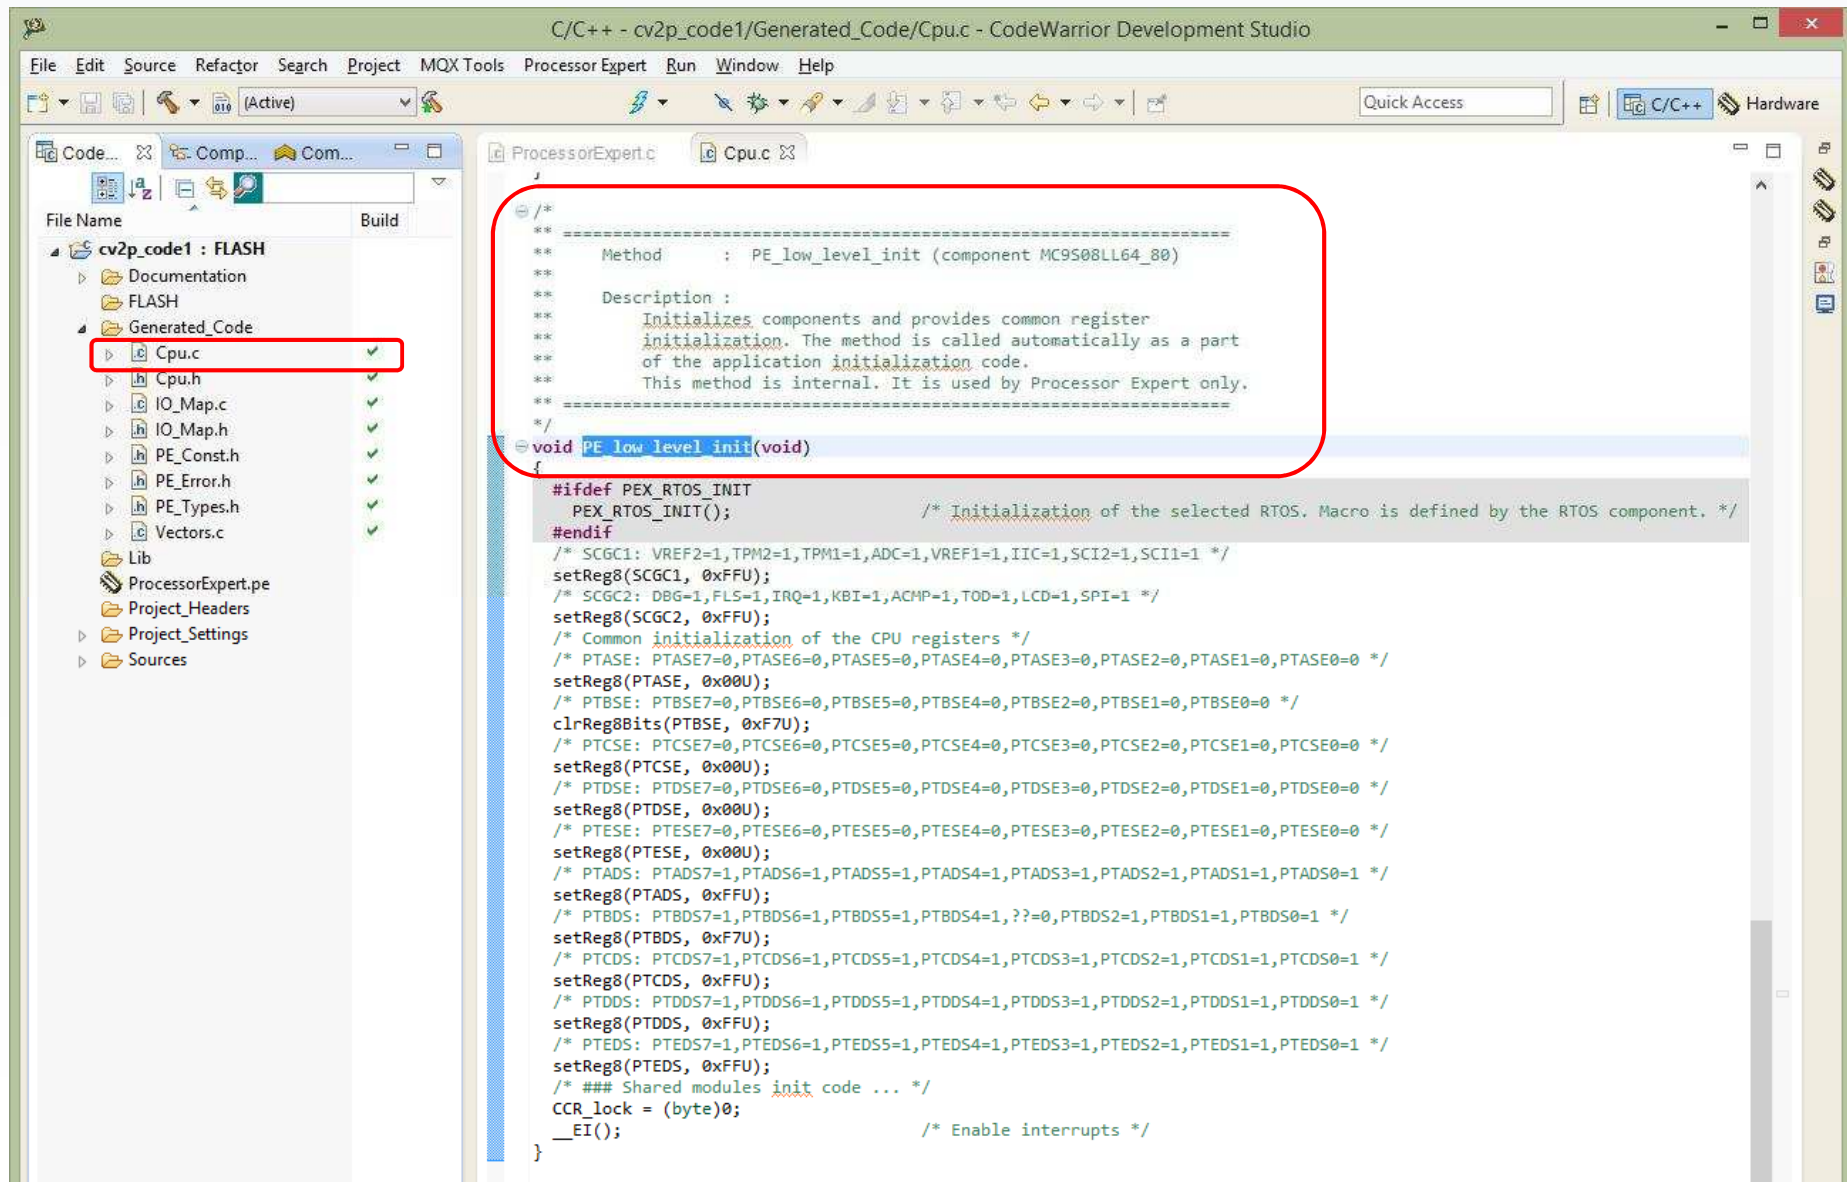 C/C++ - cv2p_code1/Generated_Code/Cpu.c - CodeWarrior Development Studio
File Edit Source Refactor Search Project MQX Tools Processor Expert Run Window Help
(Active)
Quick Access
C/C++
Hardware
Code...
Comp...
Com...
File Name Build
cv2p_code1 : FLASH
Documentation
FLASH
Generated_Code
Cpu.c
Cpu.h
IO_Map.c
IO_Map.h
PE_Const.h
PE_Error.h
PE_Types.h
Vectors.c
Lib
ProcessorExpert.pe
Project_Headers
Project_Settings
Sources
ProcessorExpert.c
Cpu.c
/*
** ===================================================================
**     Method      :  PE_low_level_init (component MC9S08LL64_80)
**
**     Description :
**         Initializes components and provides common register
**         initialization. The method is called automatically as a part
**         of the application initialization code.
**         This method is internal. It is used by Processor Expert only.
** ===================================================================
*/
void PE_low_level_init(void)
{
#ifdef PEX_RTOS_INIT
PEX_RTOS_INIT();                   /* Initialization of the selected RTOS. Macro is defined by the RTOS component. */
#endif
/* SCGC1: VREF2=1,TPM2=1,TPM1=1,ADC=1,VREF1=1,IIC=1,SCI2=1,SCI1=1 */
setReg8(SCGC1, 0xFFU);
/* SCGC2: DBG=1,FLS=1,IRQ=1,KBI=1,ACMP=1,TOD=1,LCD=1,SPI=1 */
setReg8(SCGC2, 0xFFU);
/* Common initialization of the CPU registers */
/* PTASE: PTASE7=0,PTASE6=0,PTASE5=0,PTASE4=0,PTASE3=0,PTASE2=0,PTASE1=0,PTASE0=0 */
setReg8(PTASE, 0x00U);
/* PTBSE: PTBSE7=0,PTBSE6=0,PTBSE5=0,PTBSE4=0,PTBSE2=0,PTBSE1=0,PTBSE0=0 */
clrReg8Bits(PTBSE, 0xF7U);
/* PTCSE: PTCSE7=0,PTCSE6=0,PTCSE5=0,PTCSE4=0,PTCSE3=0,PTCSE2=0,PTCSE1=0,PTCSE0=0 */
setReg8(PTCSE, 0x00U);
/* PTDSE: PTDSE7=0,PTDSE6=0,PTDSE5=0,PTDSE4=0,PTDSE3=0,PTDSE2=0,PTDSE1=0,PTDSE0=0 */
setReg8(PTDSE, 0x00U);
/* PTESE: PTESE7=0,PTESE6=0,PTESE5=0,PTESE4=0,PTESE3=0,PTESE2=0,PTESE1=0,PTESE0=0 */
setReg8(PTESE, 0x00U);
/* PTADS: PTADS7=1,PTADS6=1,PTADS5=1,PTADS4=1,PTADS3=1,PTADS2=1,PTADS1=1,PTADS0=1 */
setReg8(PTADS, 0xFFU);
/* PTBDS: PTBDS7=1,PTBDS6=1,PTBDS5=1,PTBDS4=1,??=0,PTBDS2=1,PTBDS1=1,PTBDS0=1 */
setReg8(PTBDS, 0xF7U);
/* PTCDS: PTCDS7=1,PTCDS6=1,PTCDS5=1,PTCDS4=1,PTCDS3=1,PTCDS2=1,PTCDS1=1,PTCDS0=1 */
setReg8(PTCDS, 0xFFU);
/* PTDDS: PTDDS7=1,PTDDS6=1,PTDDS5=1,PTDDS4=1,PTDDS3=1,PTDDS2=1,PTDDS1=1,PTDDS0=1 */
setReg8(PTDDS, 0xFFU);
/* PTEDS: PTEDS7=1,PTEDS6=1,PTEDS5=1,PTEDS4=1,PTEDS3=1,PTEDS2=1,PTEDS1=1,PTEDS0=1 */
setReg8(PTEDS, 0xFFU);
/* ### Shared modules init code ... */
CCR_lock = (byte)0;
__EI();                              /* Enable interrupts */
}